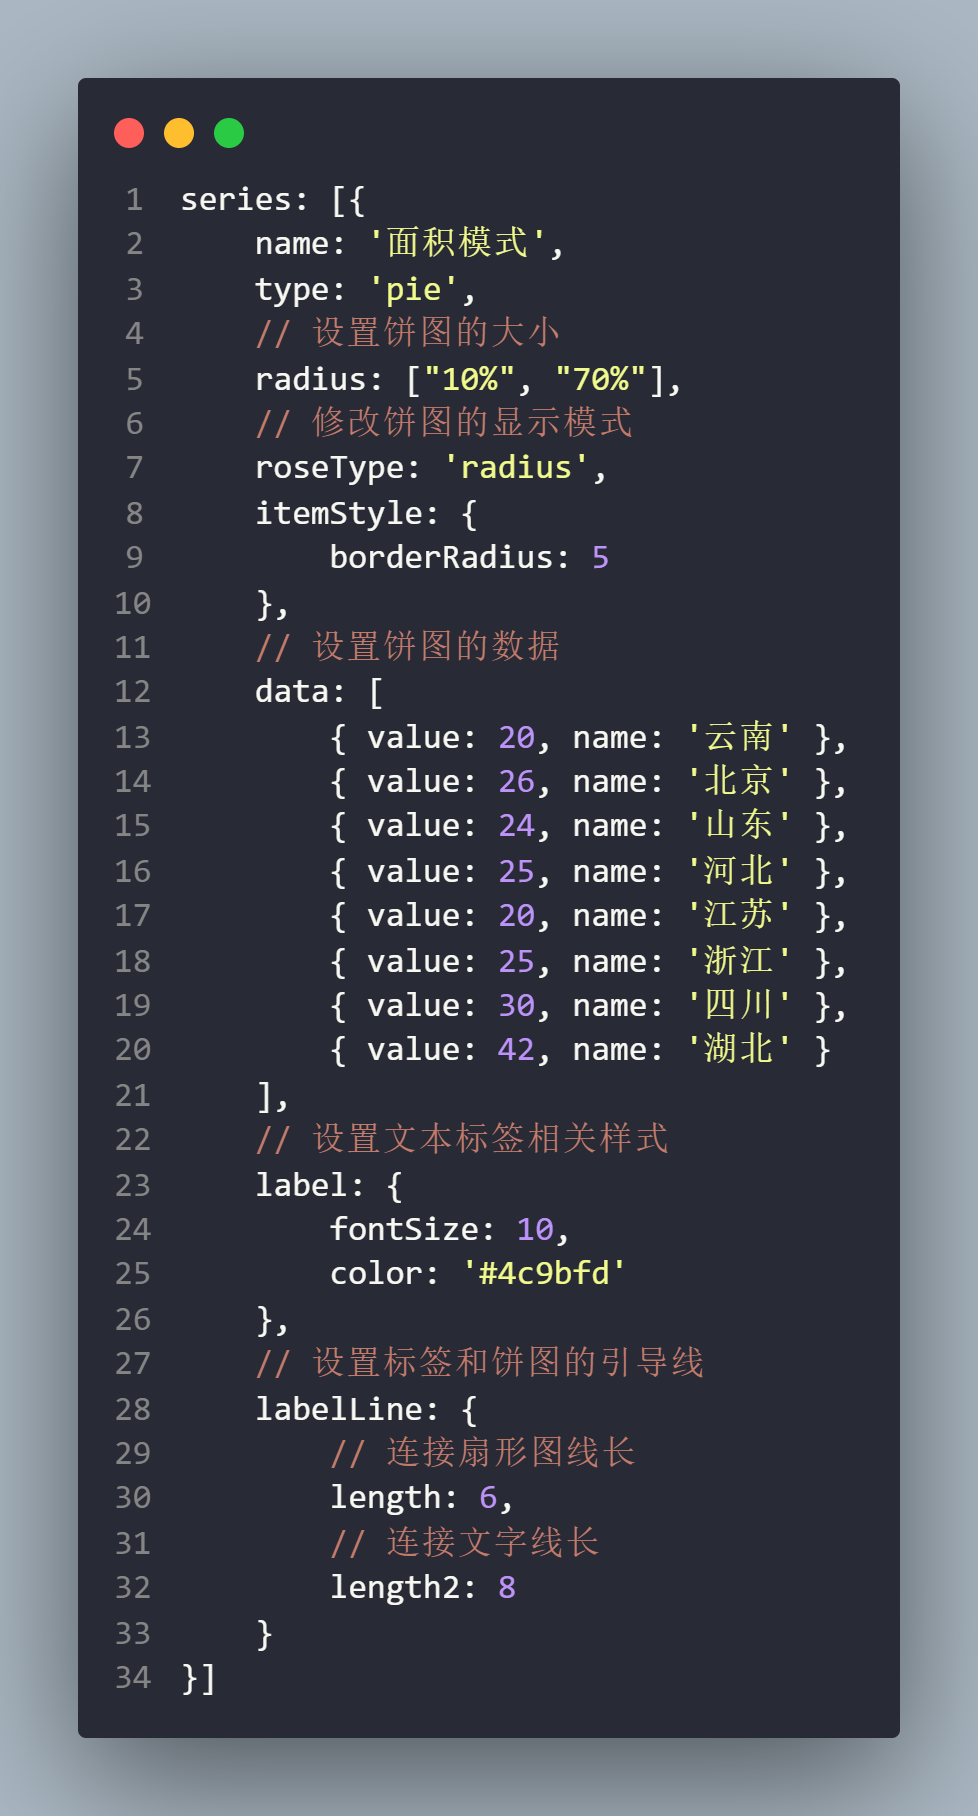 1 series: [{
2     name: '面积模式',
3     type: 'pie',
4     // 设置饼图的大小
5     radius: ["10%", "70%"],
6     // 修改饼图的显示模式
7     roseType: 'radius',
8     itemStyle: {
9         borderRadius: 5
10     },
11     // 设置饼图的数据
12     data: [
13         { value: 20, name: '云南' },
14         { value: 26, name: '北京' },
15         { value: 24, name: '山东' },
16         { value: 25, name: '河北' },
17         { value: 20, name: '江苏' },
18         { value: 25, name: '浙江' },
19         { value: 30, name: '四川' },
20         { value: 42, name: '湖北' }
21     ],
22     // 设置文本标签相关样式
23     label: {
24         fontSize: 10,
25         color: '#4c9bfd'
26     },
27     // 设置标签和饼图的引导线
28     labelLine: {
29         // 连接扇形图线长
30         length: 6,
31         // 连接文字线长
32         length2: 8
33     }
34 }]